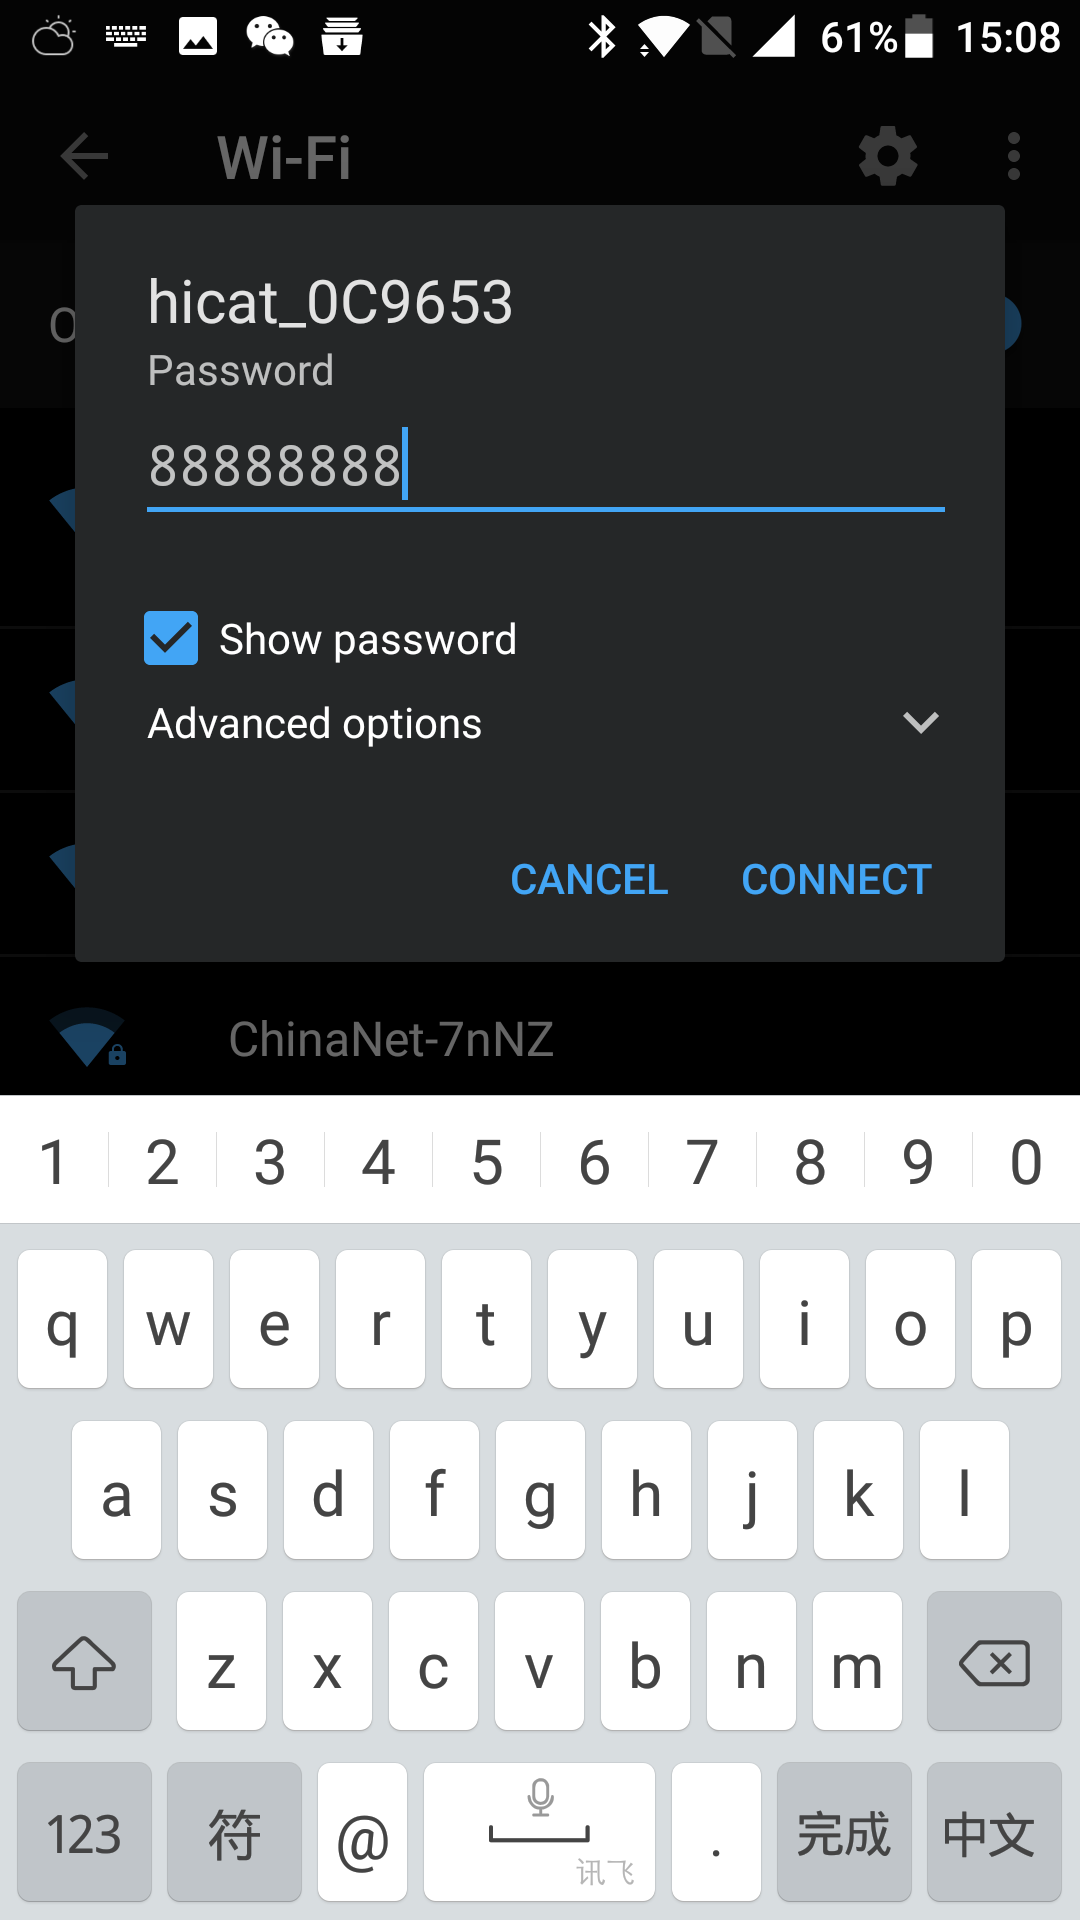 61% 15:08
Wi-Fi
hicat_0C9653
Password
88888888
Show password
Advanced options
CANCEL CONNECT
ChinaNet-7nNZ
1 2 3 4 5 6 7 8 9 0
q w e r t y u i o p
a s d f g h j k l
z x c v b n m
123 符 @ 讯飞 . 完成 中文